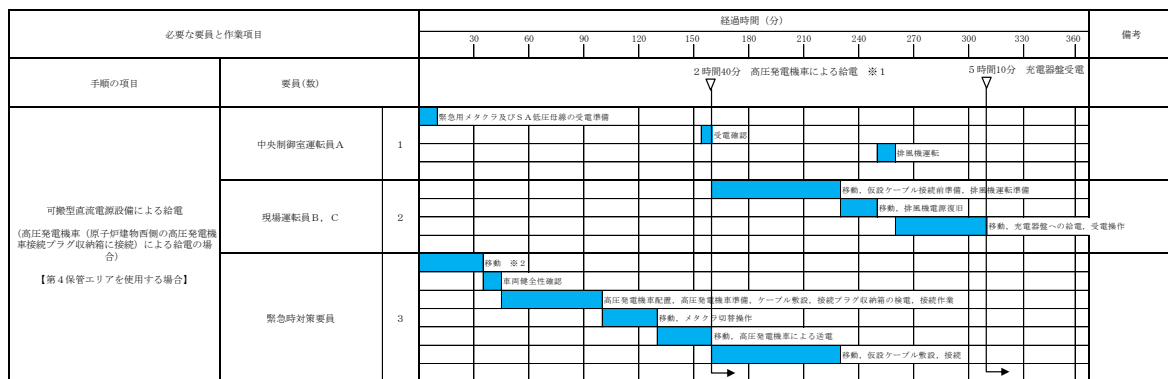 必要な要員と作業項目
経過時間（分）
備考
30 60 90 120 150 180 210 240 270 300 330 360
手順の項目
要員(数)
2時間40分 高圧発電機車による給電 ※1
5時間10分 充電器盤受電
可搬型直流電源設備による給電
(高圧発電機車（原子炉建物西側の高圧発電機
車接続プラグ収納箱に接続）による給電の場
合)
【第4保管エリアを使用する場合】
中央制御室運転員A
1
緊急用メタクラ及びSA低圧母線の受電準備
受電確認
排風機運転
現場運転員B，C
2
移動，仮設ケーブル接続前準備，排風機運転準備
移動，排風機電源復旧
移動，充電器盤への給電，受電操作
緊急時対策要員
3
移動 ※2
車両健全性確認
高圧発電機車配置，高圧発電機車準備，ケーブル敷設，接続プラグ収納箱の検電，接続作業
移動，メタクラ切替操作
移動，高圧発電機車による送電
移動，仮設ケーブル敷設，接続